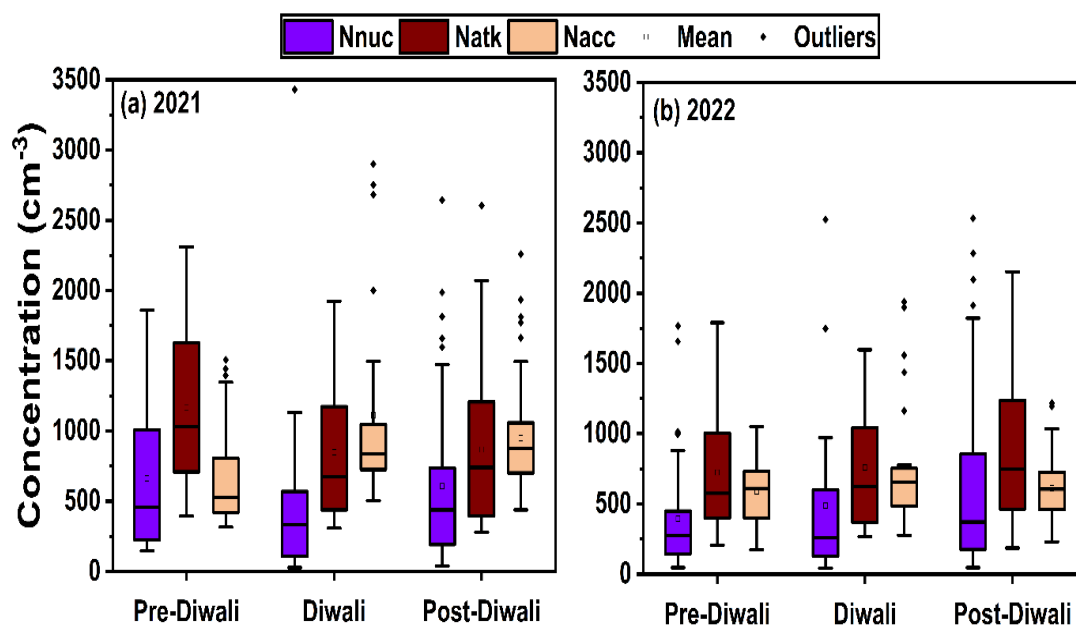 Nnuc Natk Nacc Mean Outliers
Concentration (cm⁻³)
(a) 2021
3500
3000
2500
2000
1500
1000
500
0
Pre-Diwali Diwali Post-Diwali
(b) 2022
3500
3000
2500
2000
1500
1000
500
0
Pre-Diwali Diwali Post-Diwali